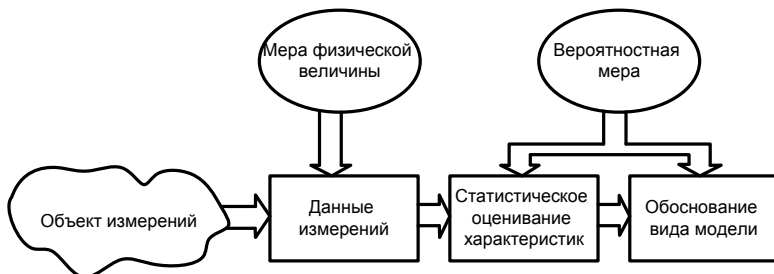 Мера физической
величины
Вероятностная
мера
Объект измерений
Данные
измерений
Статистическое
оценивание
характеристик
Обоснование
вида модели